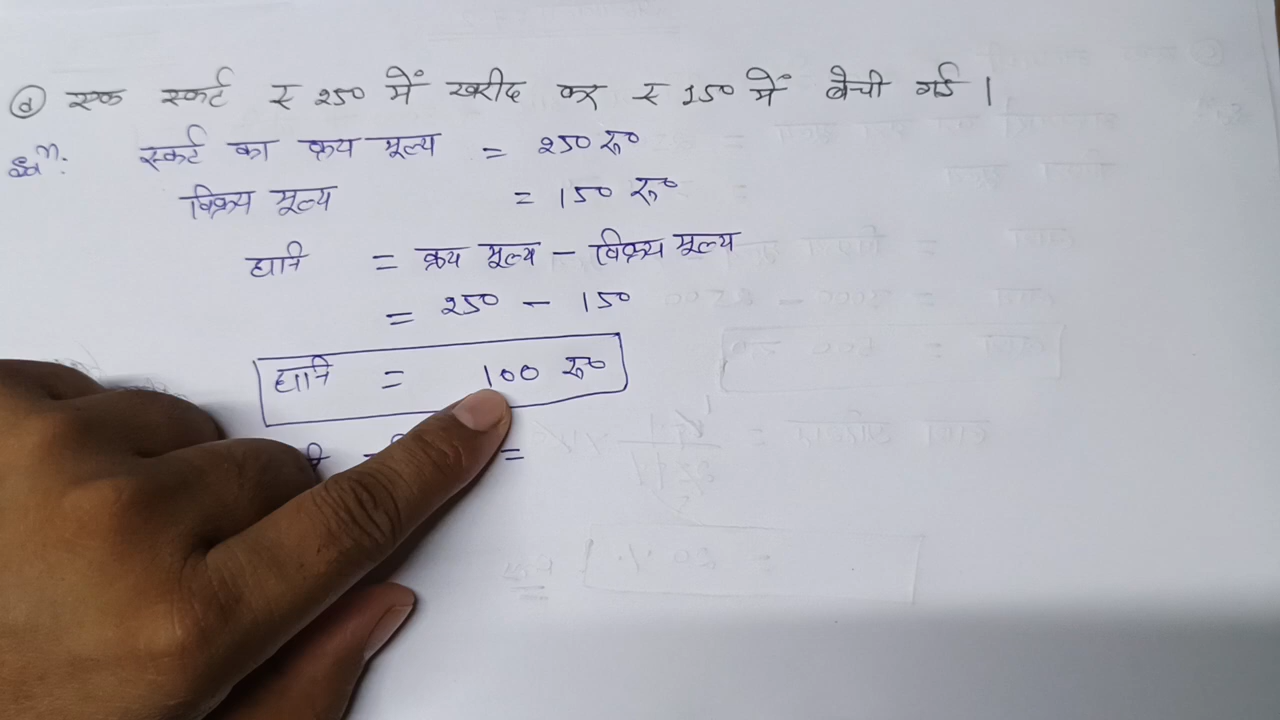 (d) एक स्कर्ट ₹ 250 में खरीद कर ₹ 150 में बेची गई ।
Solⁿ: स्कर्ट का क्रय मूल्य = 250 रू०
विक्रय मूल्य = 150 रू०
हानि = क्रय मूल्य - विक्रय मूल्य
= 250 - 150
हानि = 100 रू०
=